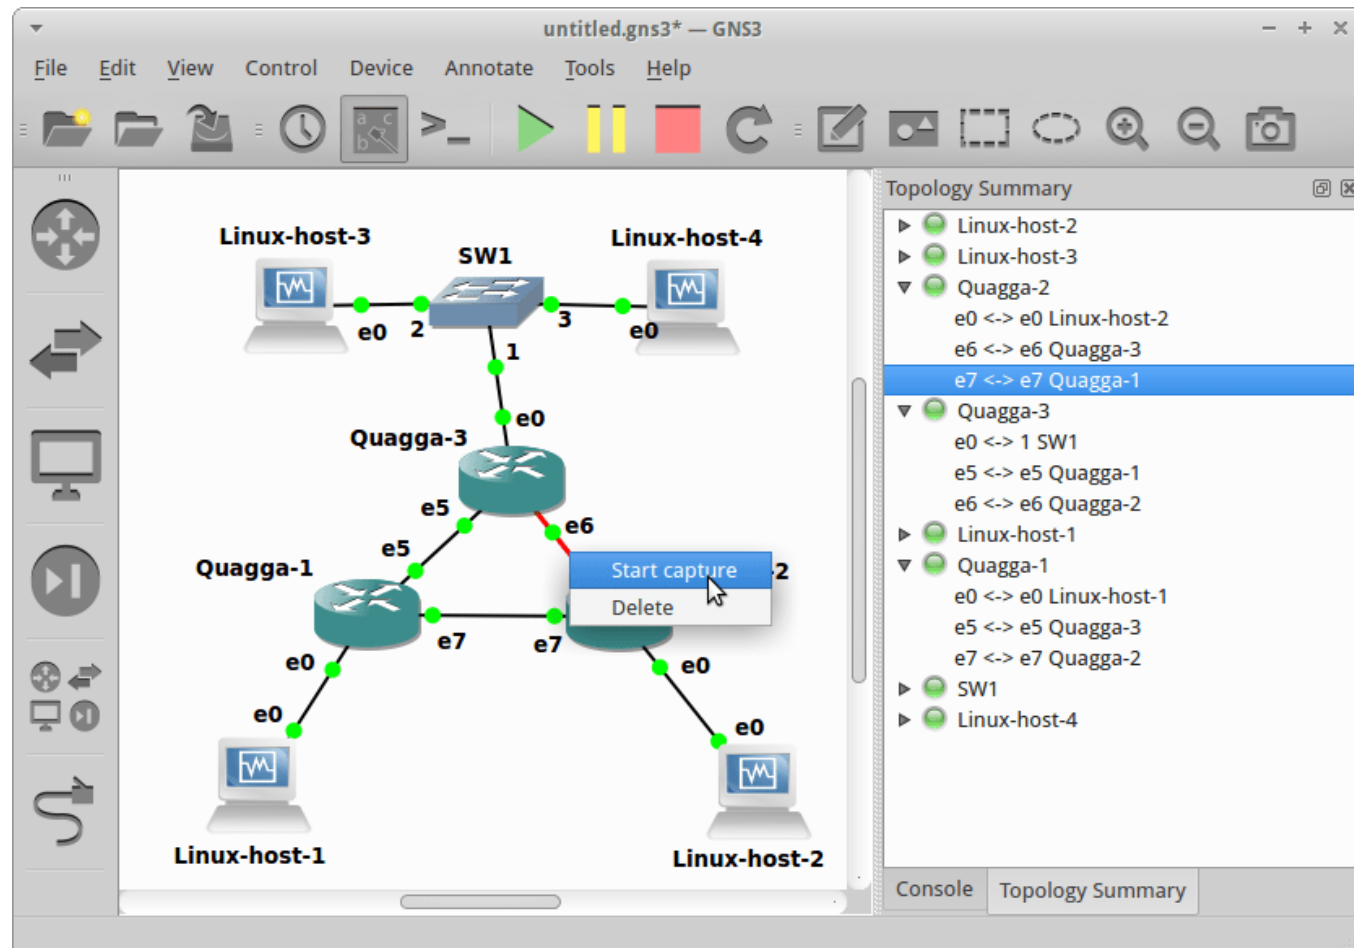 untitled.gns3* — GNS3
File Edit View Control Device Annotate Tools Help
a c
b
>_
Linux-host-3
SW1
Linux-host-4
e0 2
3 e0
1
e0
Quagga-3
e5
e6
e5
Quagga-1
Start capture
-2
Delete
e7
e7
e0
e0
e0
e0
Linux-host-1
Linux-host-2
Topology Summary
Linux-host-2
Linux-host-3
Quagga-2
e0 <-> e0 Linux-host-2
e6 <-> e6 Quagga-3
e7 <-> e7 Quagga-1
Quagga-3
e0 <-> 1 SW1
e5 <-> e5 Quagga-1
e6 <-> e6 Quagga-2
Linux-host-1
Quagga-1
e0 <-> e0 Linux-host-1
e5 <-> e5 Quagga-3
e7 <-> e7 Quagga-2
SW1
Linux-host-4
Console Topology Summary